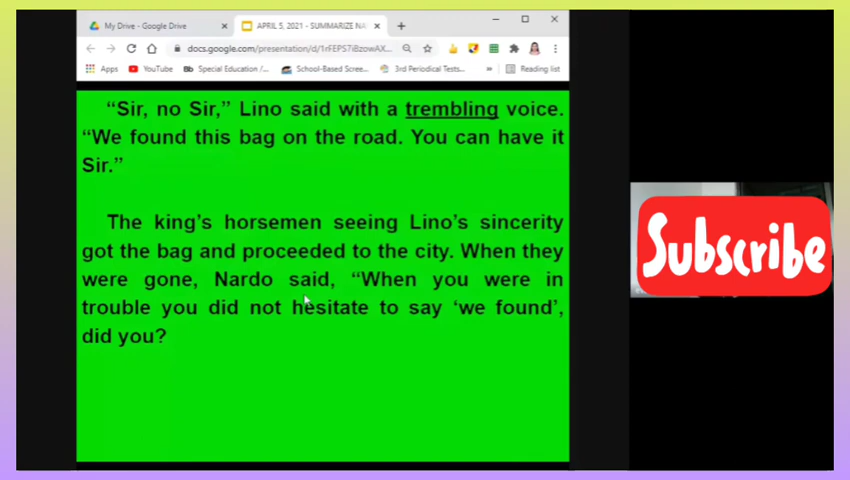 My Drive - Google Drive
APRIL 5, 2021 - SUMMARIZE NA
docs.google.com/presentation/d/1rFEPS7iBzowAX...
Apps
YouTube
Bb Special Education /...
School-Based Scree...
3rd Periodical Tests...
Reading list
“Sir, no Sir,” Lino said with a trembling voice.
“We found this bag on the road. You can have it
Sir.”
The king’s horsemen seeing Lino’s sincerity
got the bag and proceeded to the city. When they
were gone, Nardo said, “When you were in
trouble you did not hesitate to say ‘we found’,
did you?
Subscribe